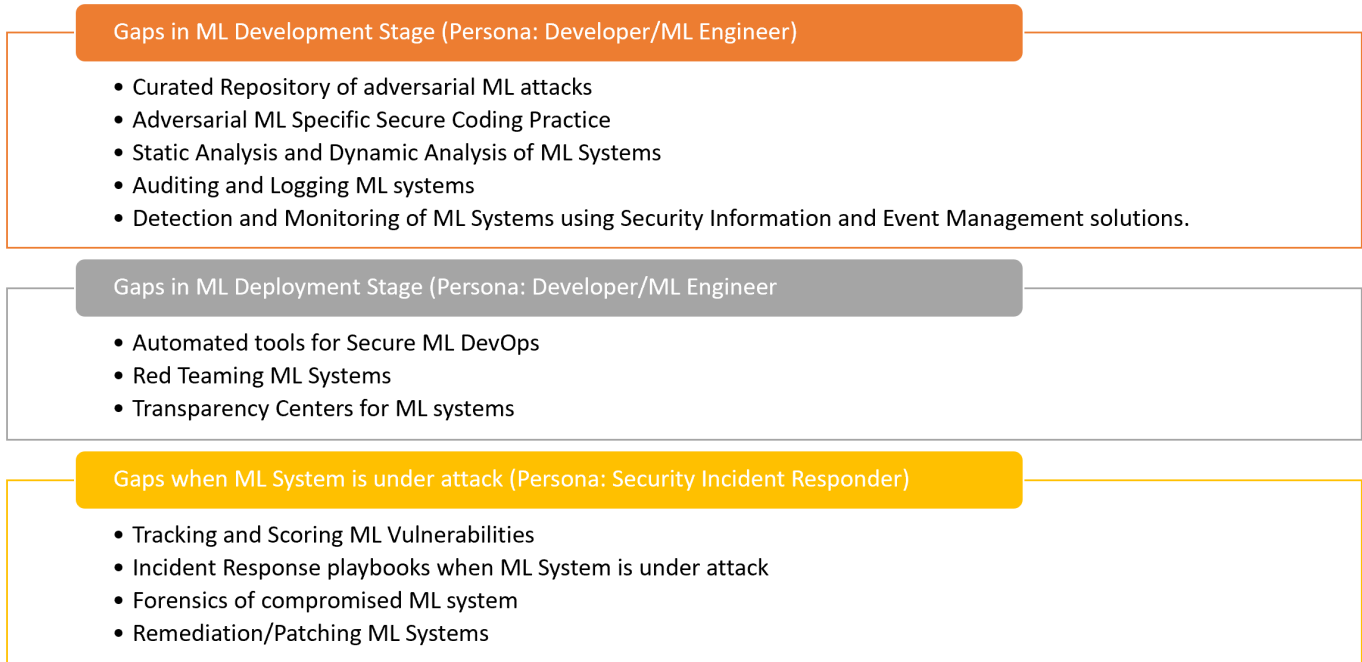 Gaps in ML Development Stage (Persona: Developer/ML Engineer)
• Curated Repository of adversarial ML attacks
• Adversarial ML Specific Secure Coding Practice
• Static Analysis and Dynamic Analysis of ML Systems
• Auditing and Logging ML systems
• Detection and Monitoring of ML Systems using Security Information and Event Management solutions.
Gaps in ML Deployment Stage (Persona: Developer/ML Engineer
• Automated tools for Secure ML DevOps
• Red Teaming ML Systems
• Transparency Centers for ML systems
Gaps when ML System is under attack (Persona: Security Incident Responder)
• Tracking and Scoring ML Vulnerabilities
• Incident Response playbooks when ML System is under attack
• Forensics of compromised ML system
• Remediation/Patching ML Systems